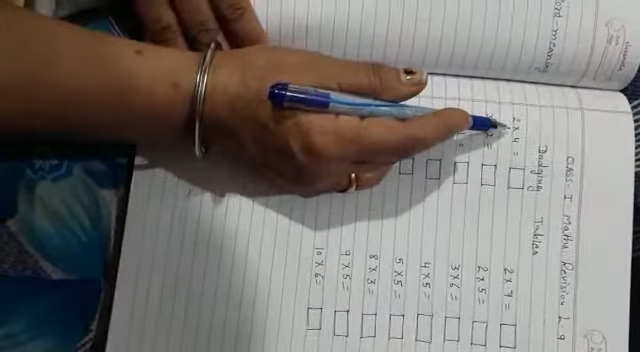 word-meaning
CLASS- I Maths Revision L-9
Dodging Tables
2 x 4 =
2 x 7 =
2 x 5 =
3 x 6 =
4 x 5 =
5 x 5 =
8 x 3 =
9 x 5 =
10 x 6 =